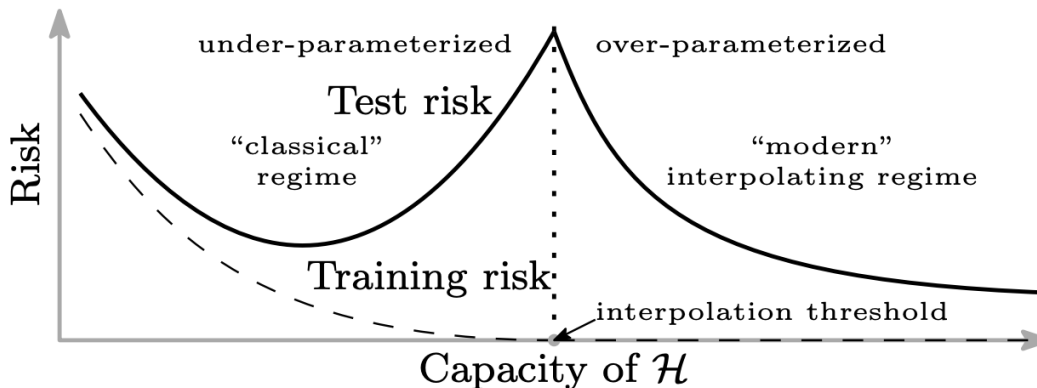 under-parameterized
over-parameterized
Test risk
“classical”
regime
“modern”
interpolating regime
Risk
Training risk
interpolation threshold
Capacity of ℋ